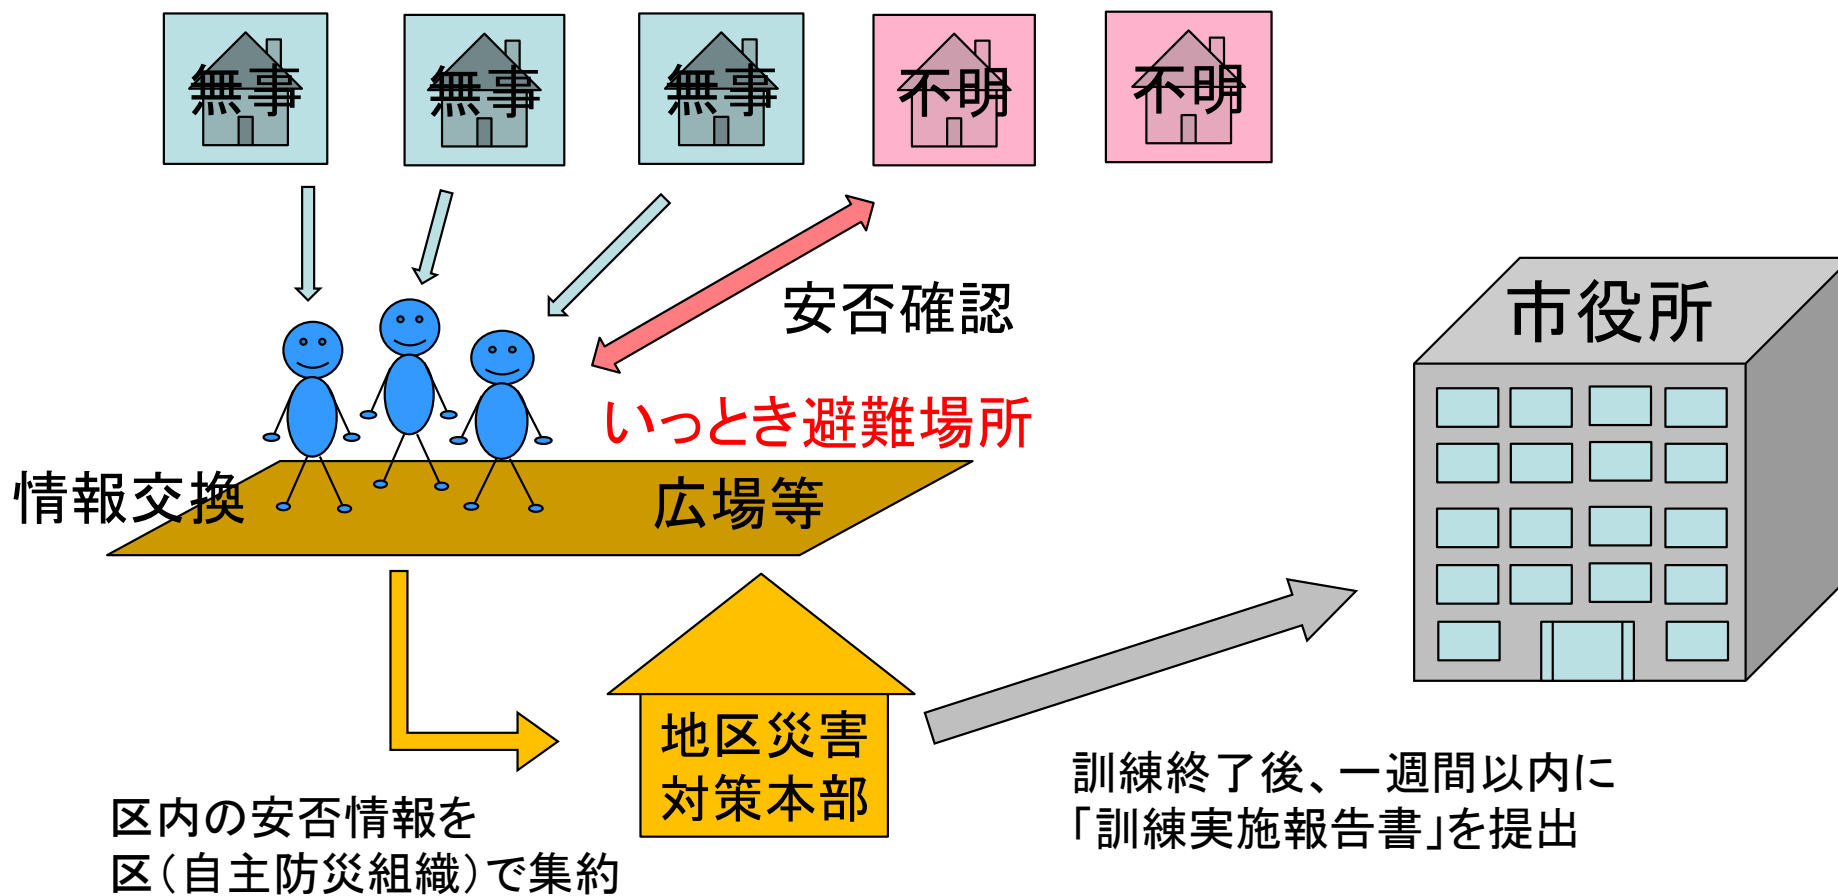 無事
無事
無事
不明
不明
安否確認
市役所
いっとき避難場所
情報交換
広場等
地区災害
対策本部
訓練終了後、一週間以内に
「訓練実施報告書」を提出
区内の安否情報を
区(自主防災組織)で集約